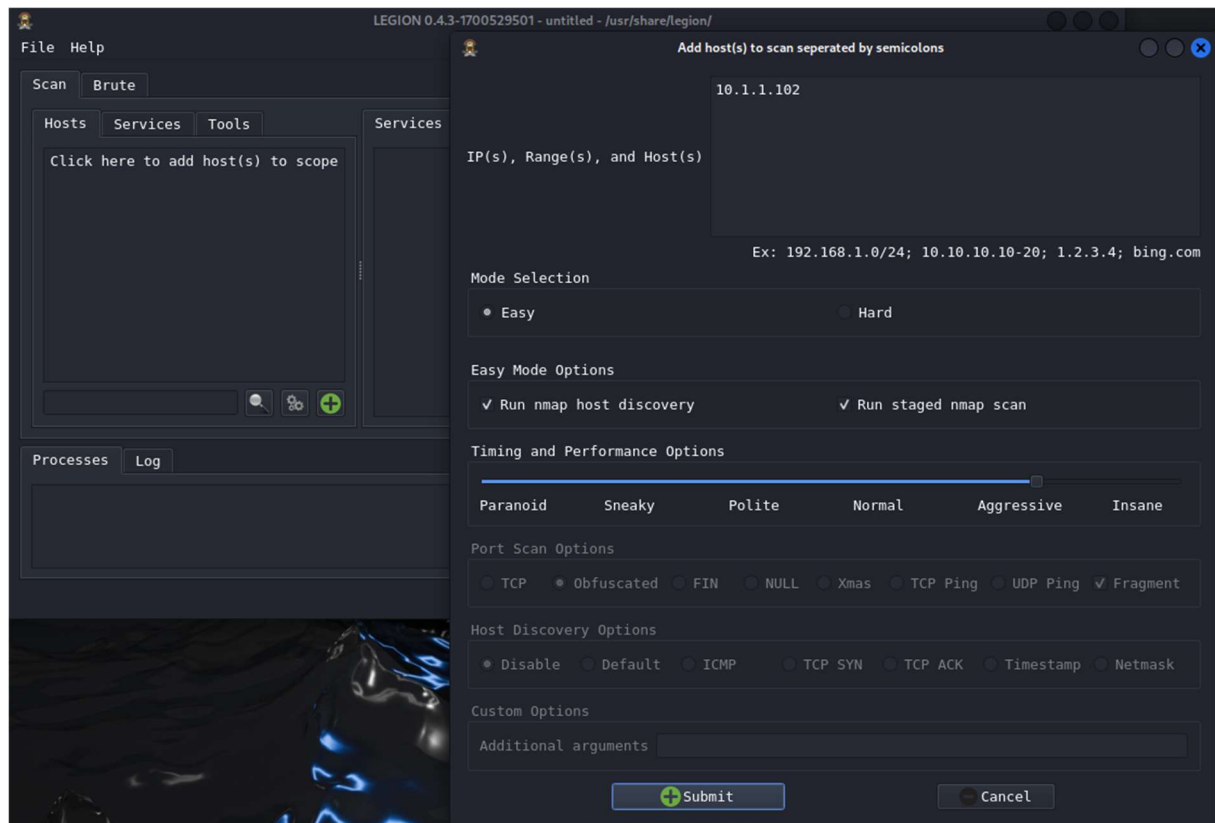 LEGION 0.4.3-1700529501 - untitled - /usr/share/legion/
File Help
Scan Brute
Hosts Services Tools
Services
Click here to add host(s) to scope
Processes Log
Add host(s) to scan seperated by semicolons
IP(s), Range(s), and Host(s)
10.1.1.102
Ex: 192.168.1.0/24; 10.10.10.10-20; 1.2.3.4; bing.com
Mode Selection
Easy Hard
Easy Mode Options
Run nmap host discovery Run staged nmap scan
Timing and Performance Options
Paranoid Sneaky Polite Normal Aggressive Insane
Port Scan Options
TCP Obfuscated FIN NULL Xmas TCP Ping UDP Ping Fragment
Host Discovery Options
Disable Default ICMP TCP SYN TCP ACK Timestamp Netmask
Custom Options
Additional arguments
Submit Cancel